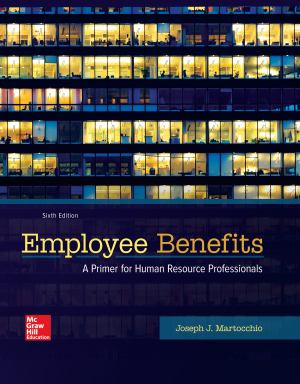 Sixth Edition
Employee Benefits
A Primer for Human Resource Professionals
Mc
Graw
Hill
Education
Joseph J. Martocchio